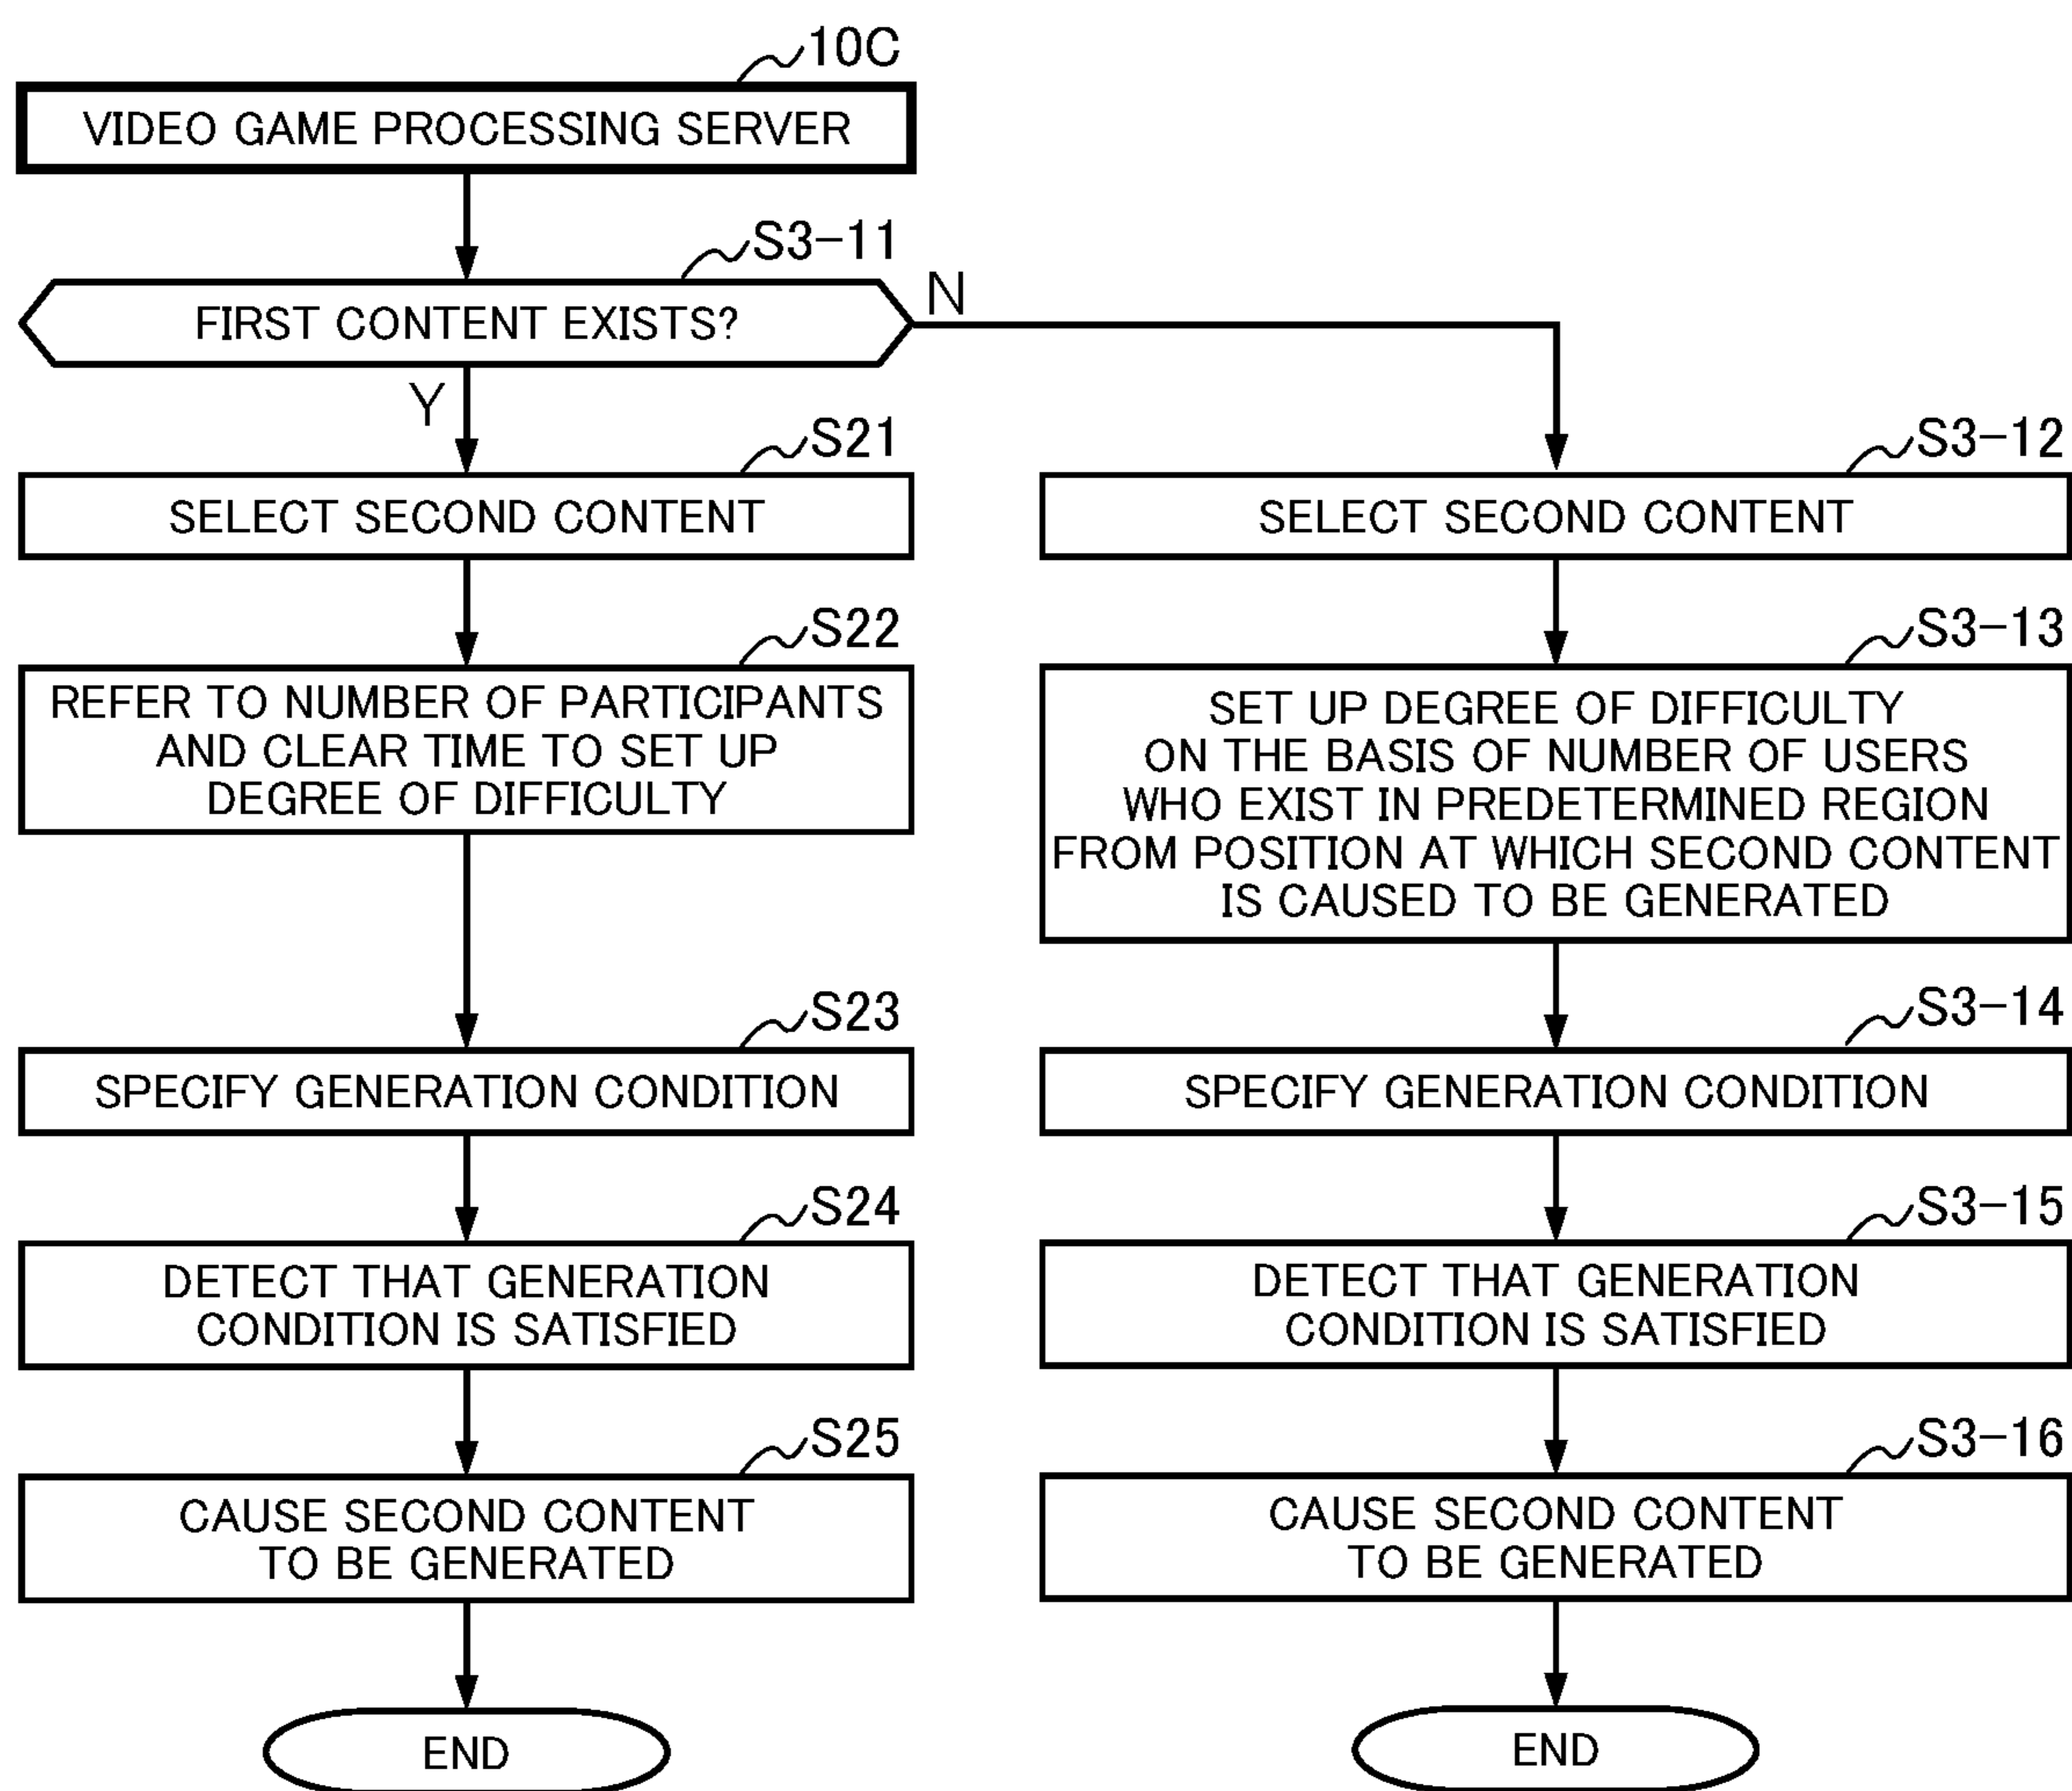 10C
VIDEO GAME PROCESSING SERVER
S3-11
FIRST CONTENT EXISTS?
N
Y
S21
SELECT SECOND CONTENT
S22
REFER TO NUMBER OF PARTICIPANTS
AND CLEAR TIME TO SET UP
DEGREE OF DIFFICULTY
S23
SPECIFY GENERATION CONDITION
S24
DETECT THAT GENERATION
CONDITION IS SATISFIED
S25
CAUSE SECOND CONTENT
TO BE GENERATED
END
S3-12
SELECT SECOND CONTENT
S3-13
SET UP DEGREE OF DIFFICULTY
ON THE BASIS OF NUMBER OF USERS
WHO EXIST IN PREDETERMINED REGION
FROM POSITION AT WHICH SECOND CONTENT
IS CAUSED TO BE GENERATED
S3-14
SPECIFY GENERATION CONDITION
S3-15
DETECT THAT GENERATION
CONDITION IS SATISFIED
S3-16
CAUSE SECOND CONTENT
TO BE GENERATED
END